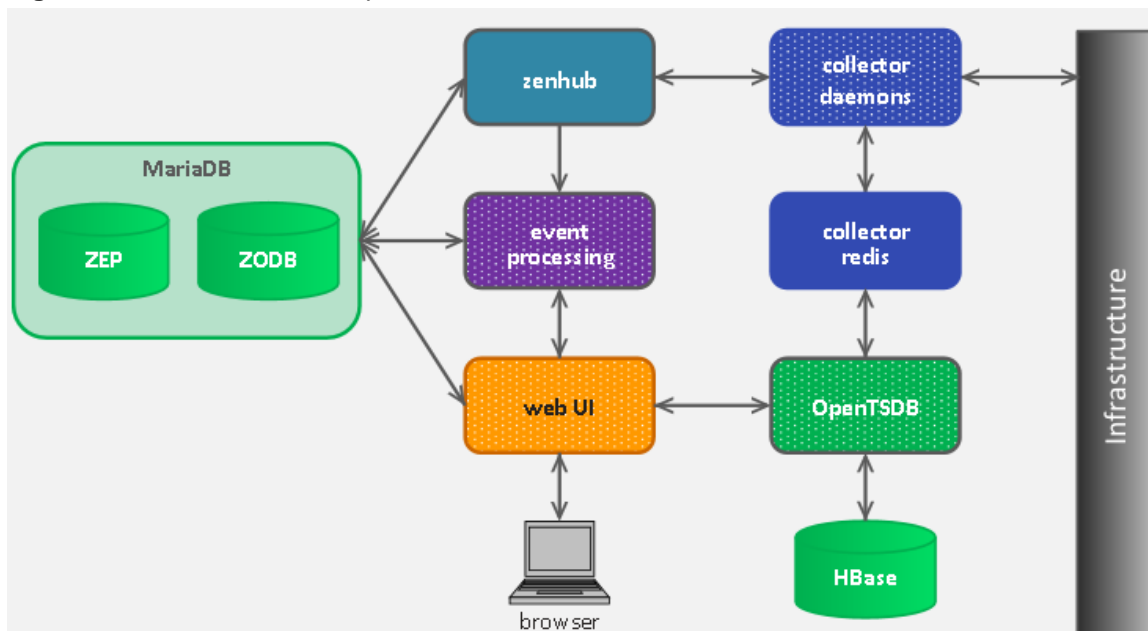 zenhub
collector
daemons
MariaDB
ZEP
ZODB
event
processing
collector
redis
web UI
OpenTSDB
HBase
browser
Infrastructure